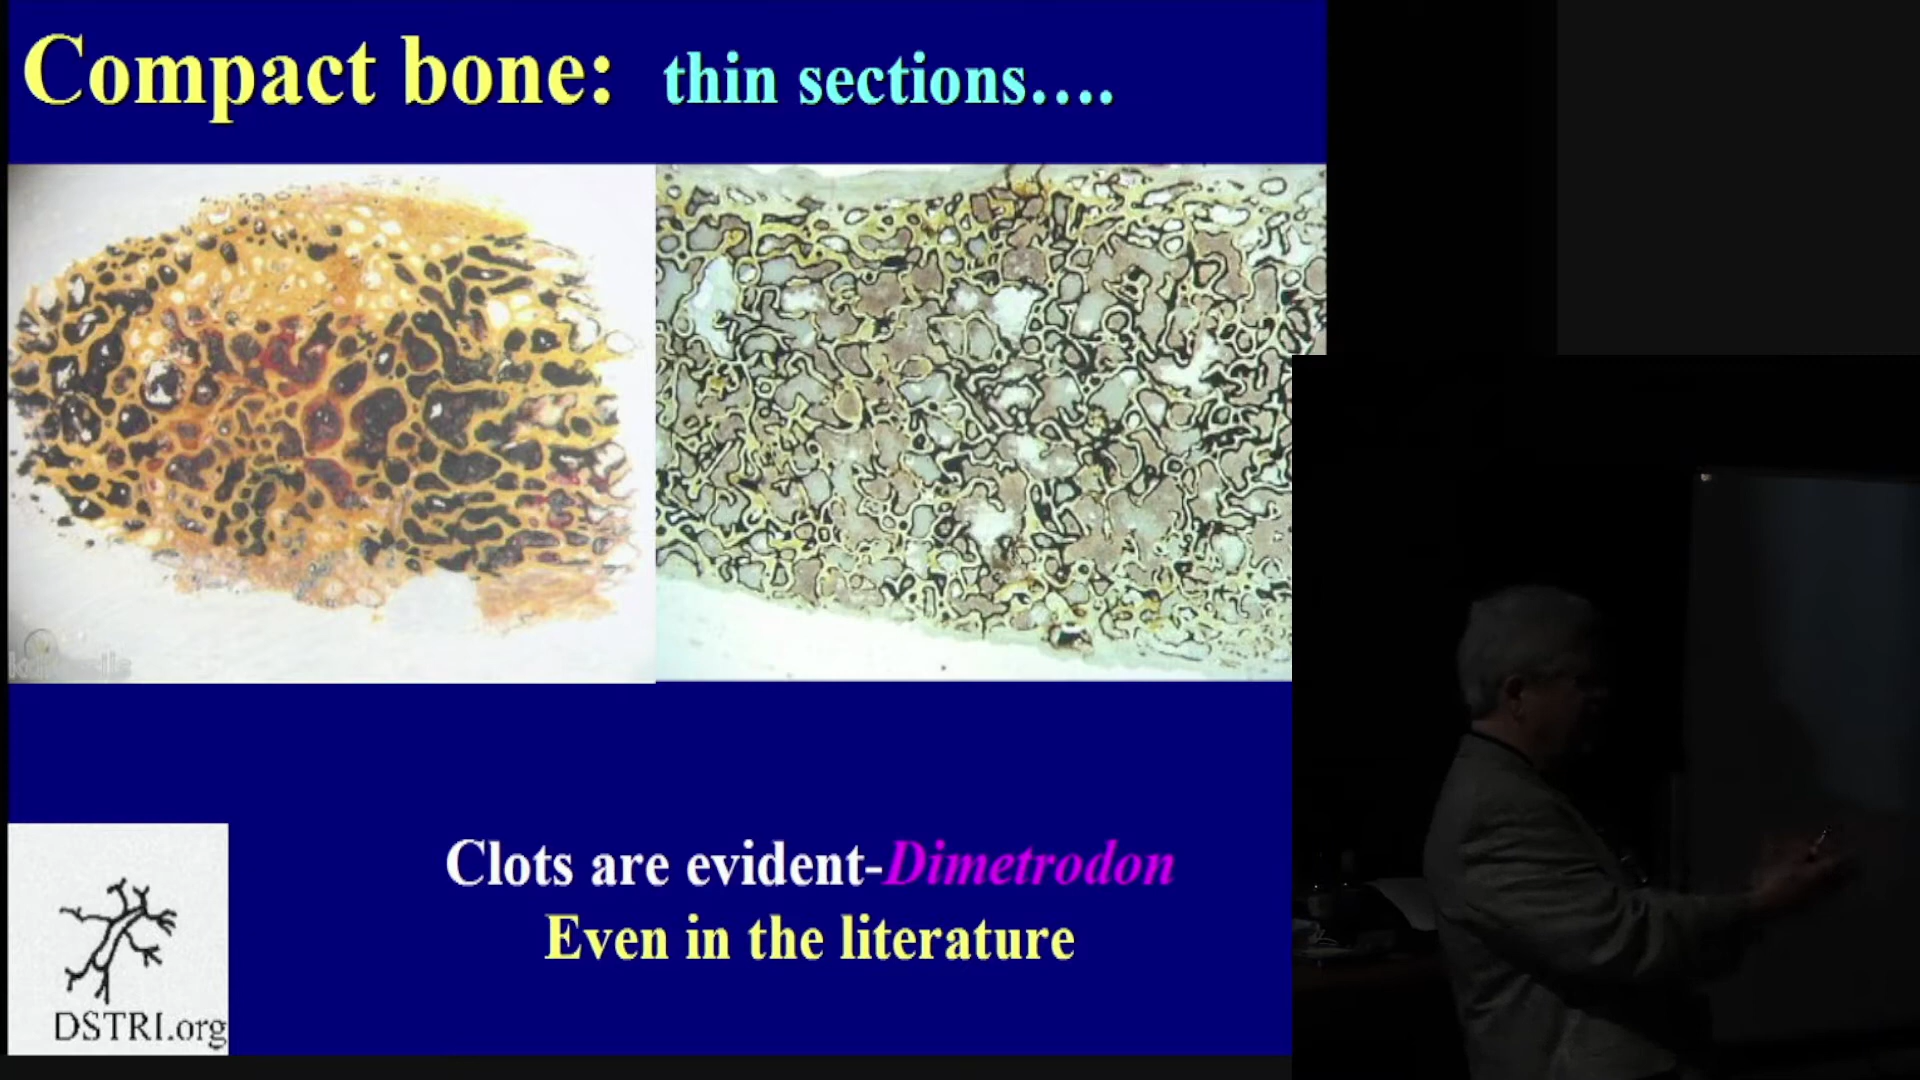 Compact bone: thin sections….
Clots are evident-Dimetrodon
Even in the literature
DSTRI.org